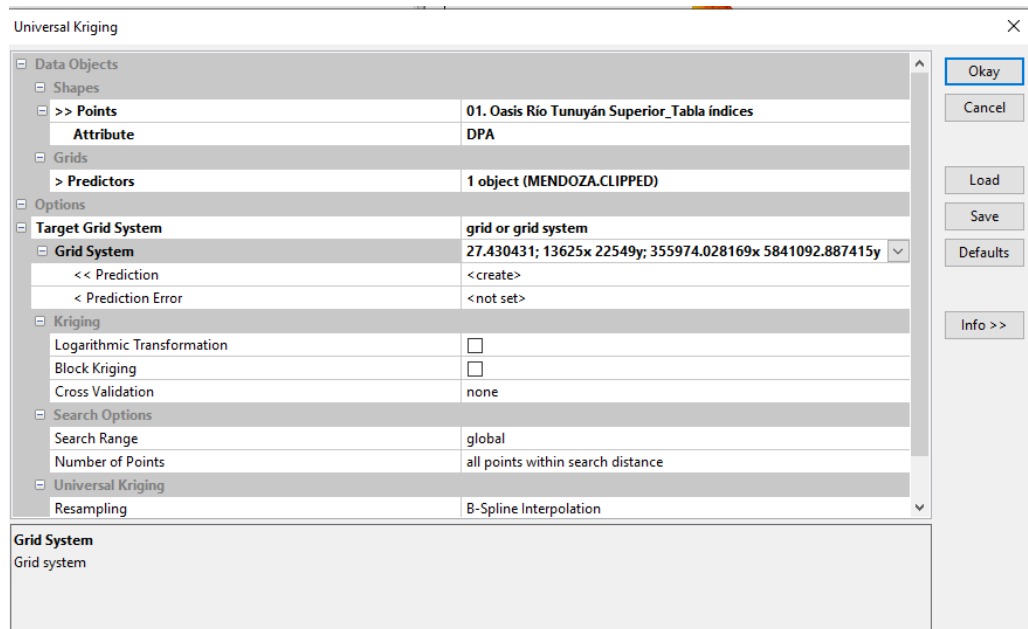 Universal Kriging
Data Objects
Okay
Shapes
>> Points 01. Oasis Río Tunuyán Superior_Tabla índices
Cancel
Attribute DPA
Grids
> Predictors 1 object (MENDOZA.CLIPPED)
Load
Options
Save
Target Grid System grid or grid system
Grid System 27.430431; 13625x 22549y; 355974.028169x 5841092.887415y
Defaults
<< Prediction <create>
< Prediction Error <not set>
Kriging
Info >>
Logarithmic Transformation
Block Kriging
Cross Validation none
Search Options
Search Range global
Number of Points all points within search distance
Universal Kriging
Resampling B-Spline Interpolation
Grid System
Grid system